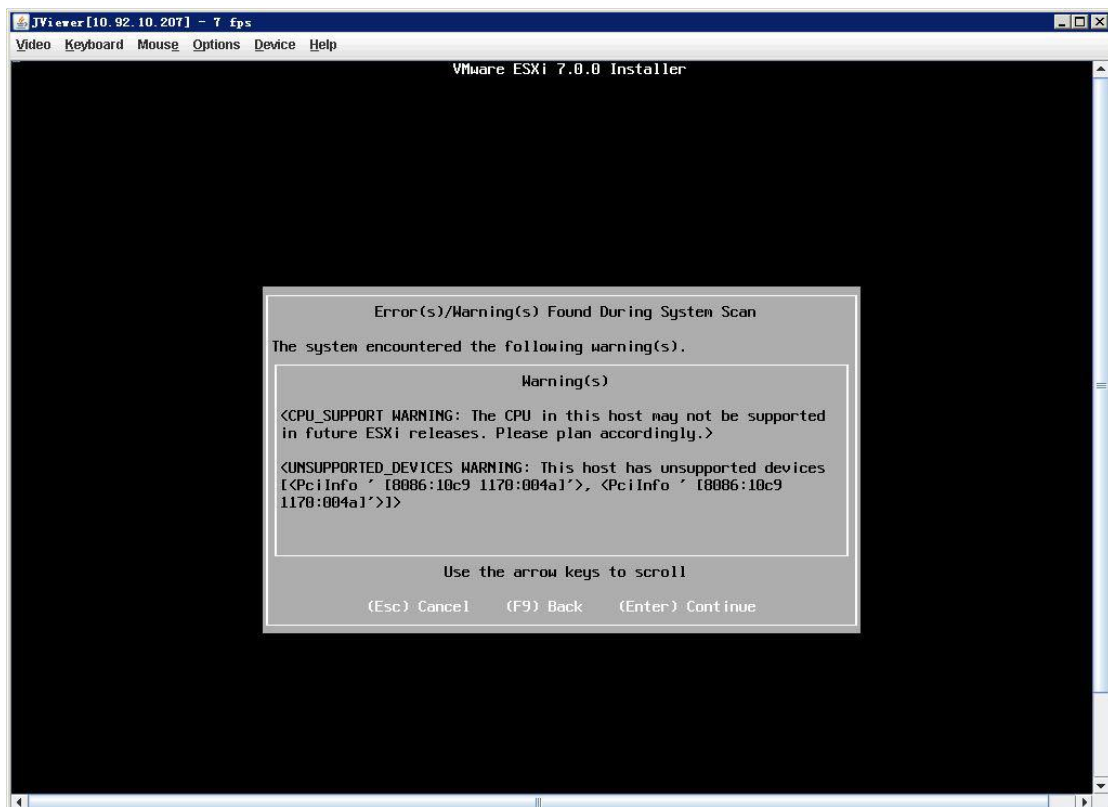 JViewer[10.92.10.207] - 7 fps
Video Keyboard Mouse Options Device Help
VMware ESXi 7.0.0 Installer
Error(s)/Warning(s) Found During System Scan
The system encountered the following warning(s).
Warning(s)
<CPU_SUPPORT WARNING: The CPU in this host may not be supported
in future ESXi releases. Please plan accordingly.>
<UNSUPPORTED_DEVICES WARNING: This host has unsupported devices
[<PciInfo ' [8086:10c9 1170:004a]'>, <PciInfo ' [8086:10c9
1170:004a]'>]>
Use the arrow keys to scroll
(Esc) Cancel (F9) Back (Enter) Continue